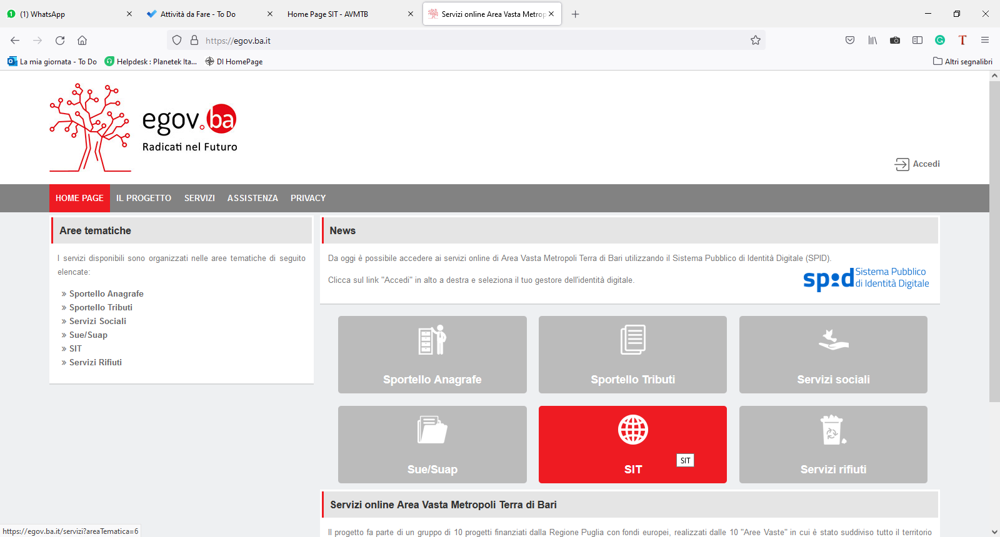 (1) WhatsApp
Attività da Fare - To Do
Home Page SIT - AVMTB
Servizi online Area Vasta Metrop
https://egov.ba.it
La mia giornata - To Do
Helpdesk : Planetek Ita...
DI HomePage
Altri segnalibri
egov.ba
Radicati nel Futuro
Accedi
HOME PAGE
IL PROGETTO
SERVIZI
ASSISTENZA
PRIVACY
Aree tematiche
I servizi disponibili sono organizzati nelle aree tematiche di seguito
elencate:
» Sportello Anagrafe
» Sportello Tributi
» Servizi Sociali
» Sue/Suap
» SIT
» Servizi Rifiuti
News
Da oggi è possibile accedere ai servizi online di Area Vasta Metropoli Terra di Bari utilizzando il Sistema Pubblico di Identità Digitale (SPID).
Clicca sul link "Accedi" in alto a destra e seleziona il tuo gestore dell'identità digitale.
spid
Sistema Pubblico
di Identità Digitale
Sportello Anagrafe
Sportello Tributi
Servizi sociali
Sue/Suap
SIT
SIT
Servizi rifiuti
Servizi online Area Vasta Metropoli Terra di Bari
Il progetto fa parte di un gruppo di 10 progetti finanziati dalla Regione Puglia con fondi europei, realizzati dalle 10 "Aree Vaste" in cui è stato suddiviso tutto il territorio
https://egov.ba.it/servizi?areaTematica=6